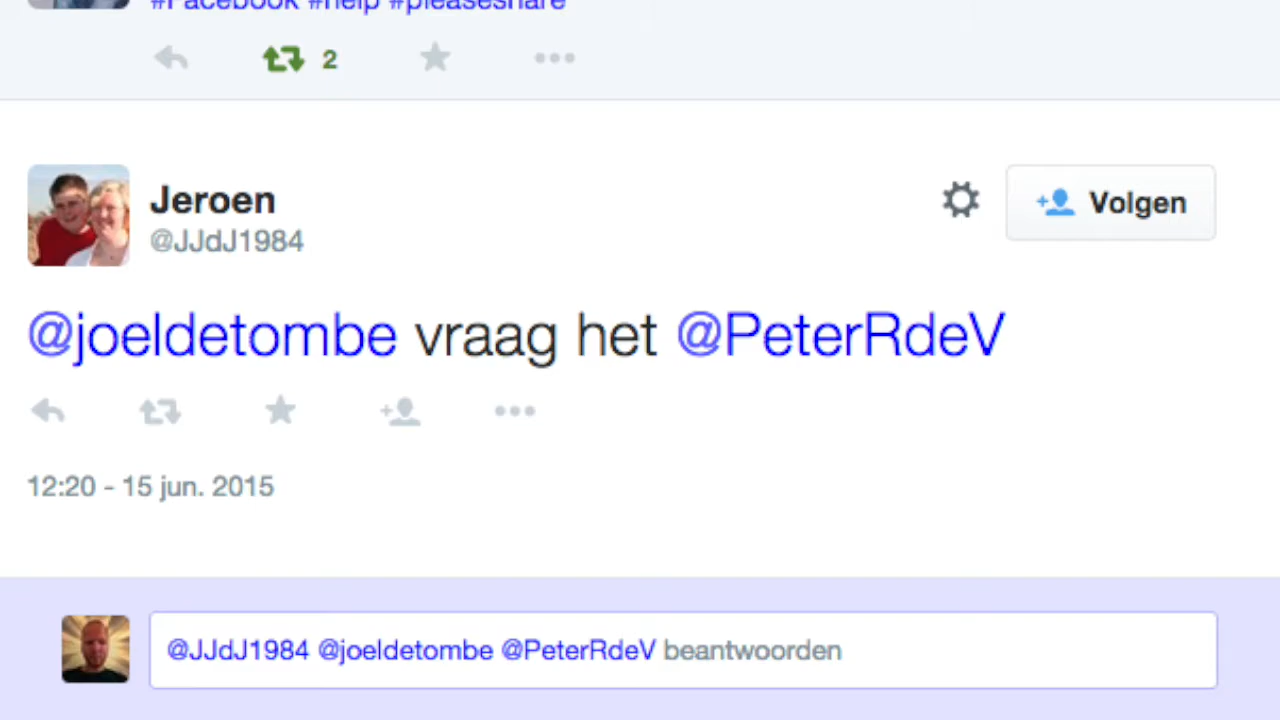 #Facebook #help #pleaseshare
2
Jeroen
@JJdJ1984
Volgen
@joeldetombe vraag het @PeterRdeV
12:20 - 15 jun. 2015
@JJdJ1984 @joeldetombe @PeterRdeV beantwoorden